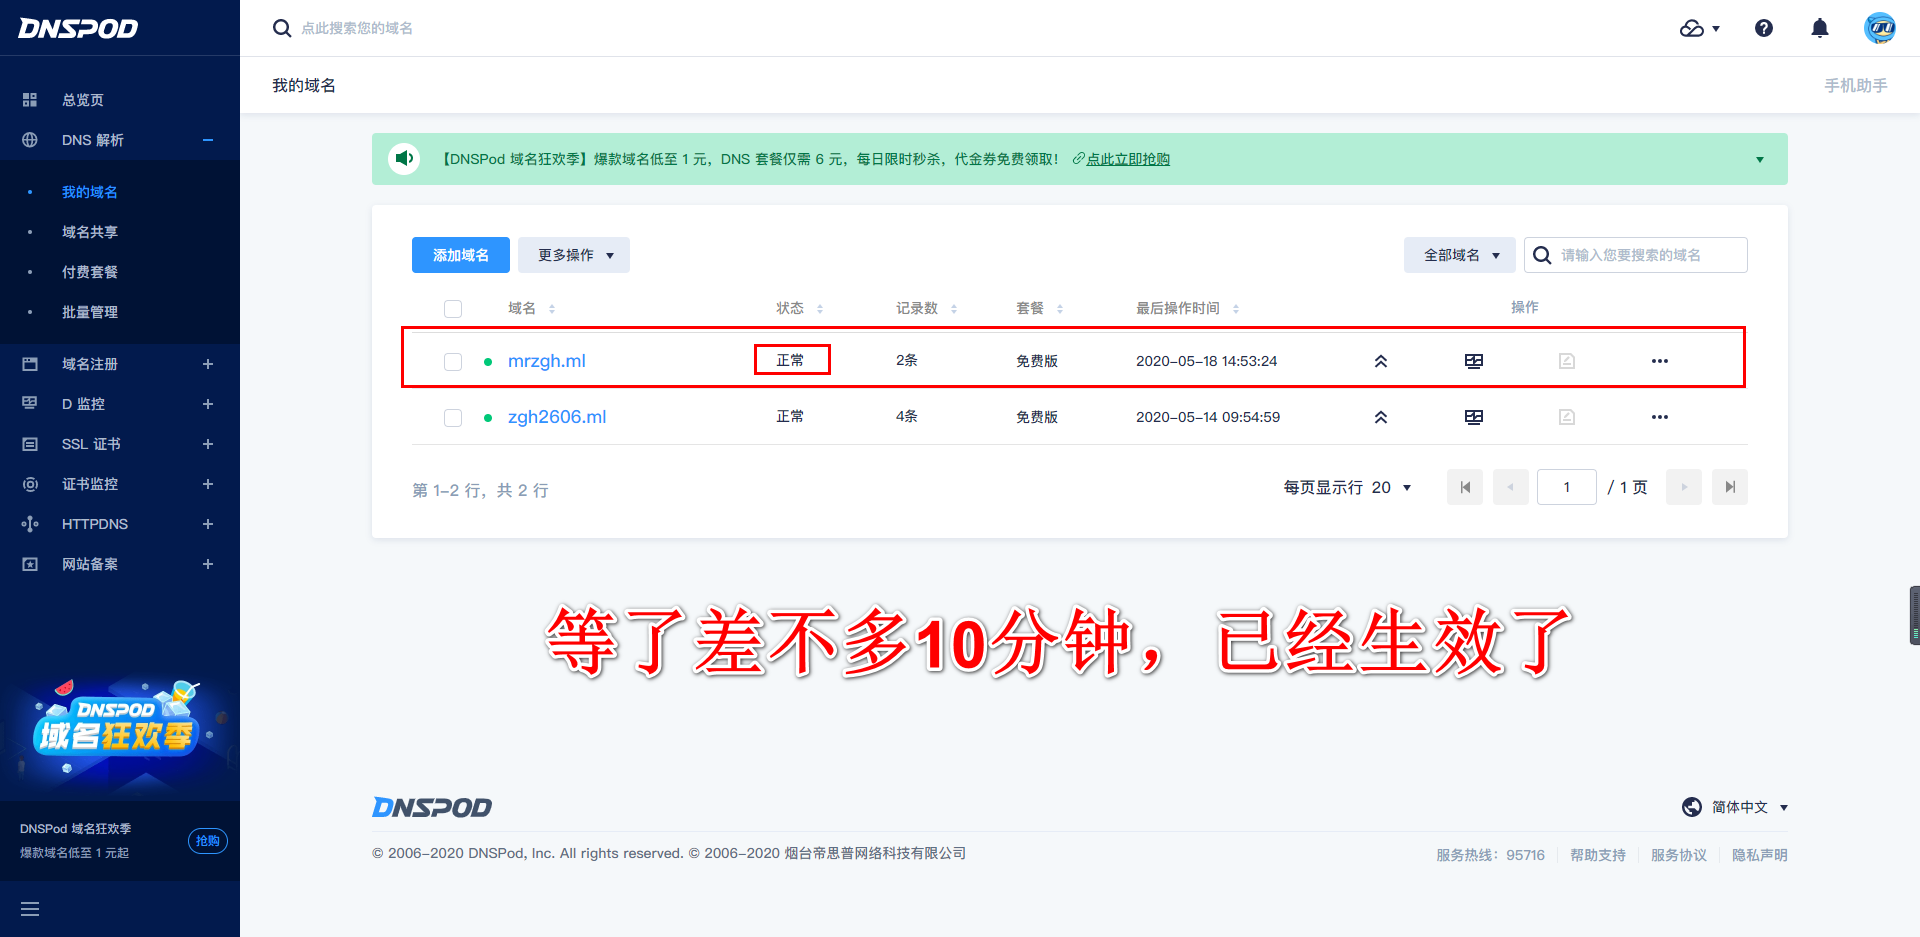 DNSPOD
点此搜索您的域名
我的域名
手机助手
总览页
DNS 解析
我的域名
域名共享
付费套餐
批量管理
域名注册
D 监控
SSL 证书
证书监控
HTTPDNS
网站备案
DNSPOD
域名狂欢季
DNSPod 域名狂欢季
爆款域名低至 1 元起
抢购
【DNSPod 域名狂欢季】爆款域名低至 1 元，DNS 套餐仅需 6 元，每日限时秒杀，代金券免费领取！ 点此立即抢购
添加域名 更多操作 全部域名 请输入您要搜索的域名
域名 状态 记录数 套餐 最后操作时间 操作
mrzgh.ml 正常 2条 免费版 2020-05-18 14:53:24
zgh2606.ml 正常 4条 免费版 2020-05-14 09:54:59
第 1-2 行，共 2 行 每页显示行 20 1 / 1 页
等了差不多10分钟，已经生效了
DNSPOD
简体中文
© 2006-2020 DNSPod, Inc. All rights reserved. © 2006-2020 烟台帝思普网络科技有限公司
服务热线：95716 帮助支持 服务协议 隐私声明